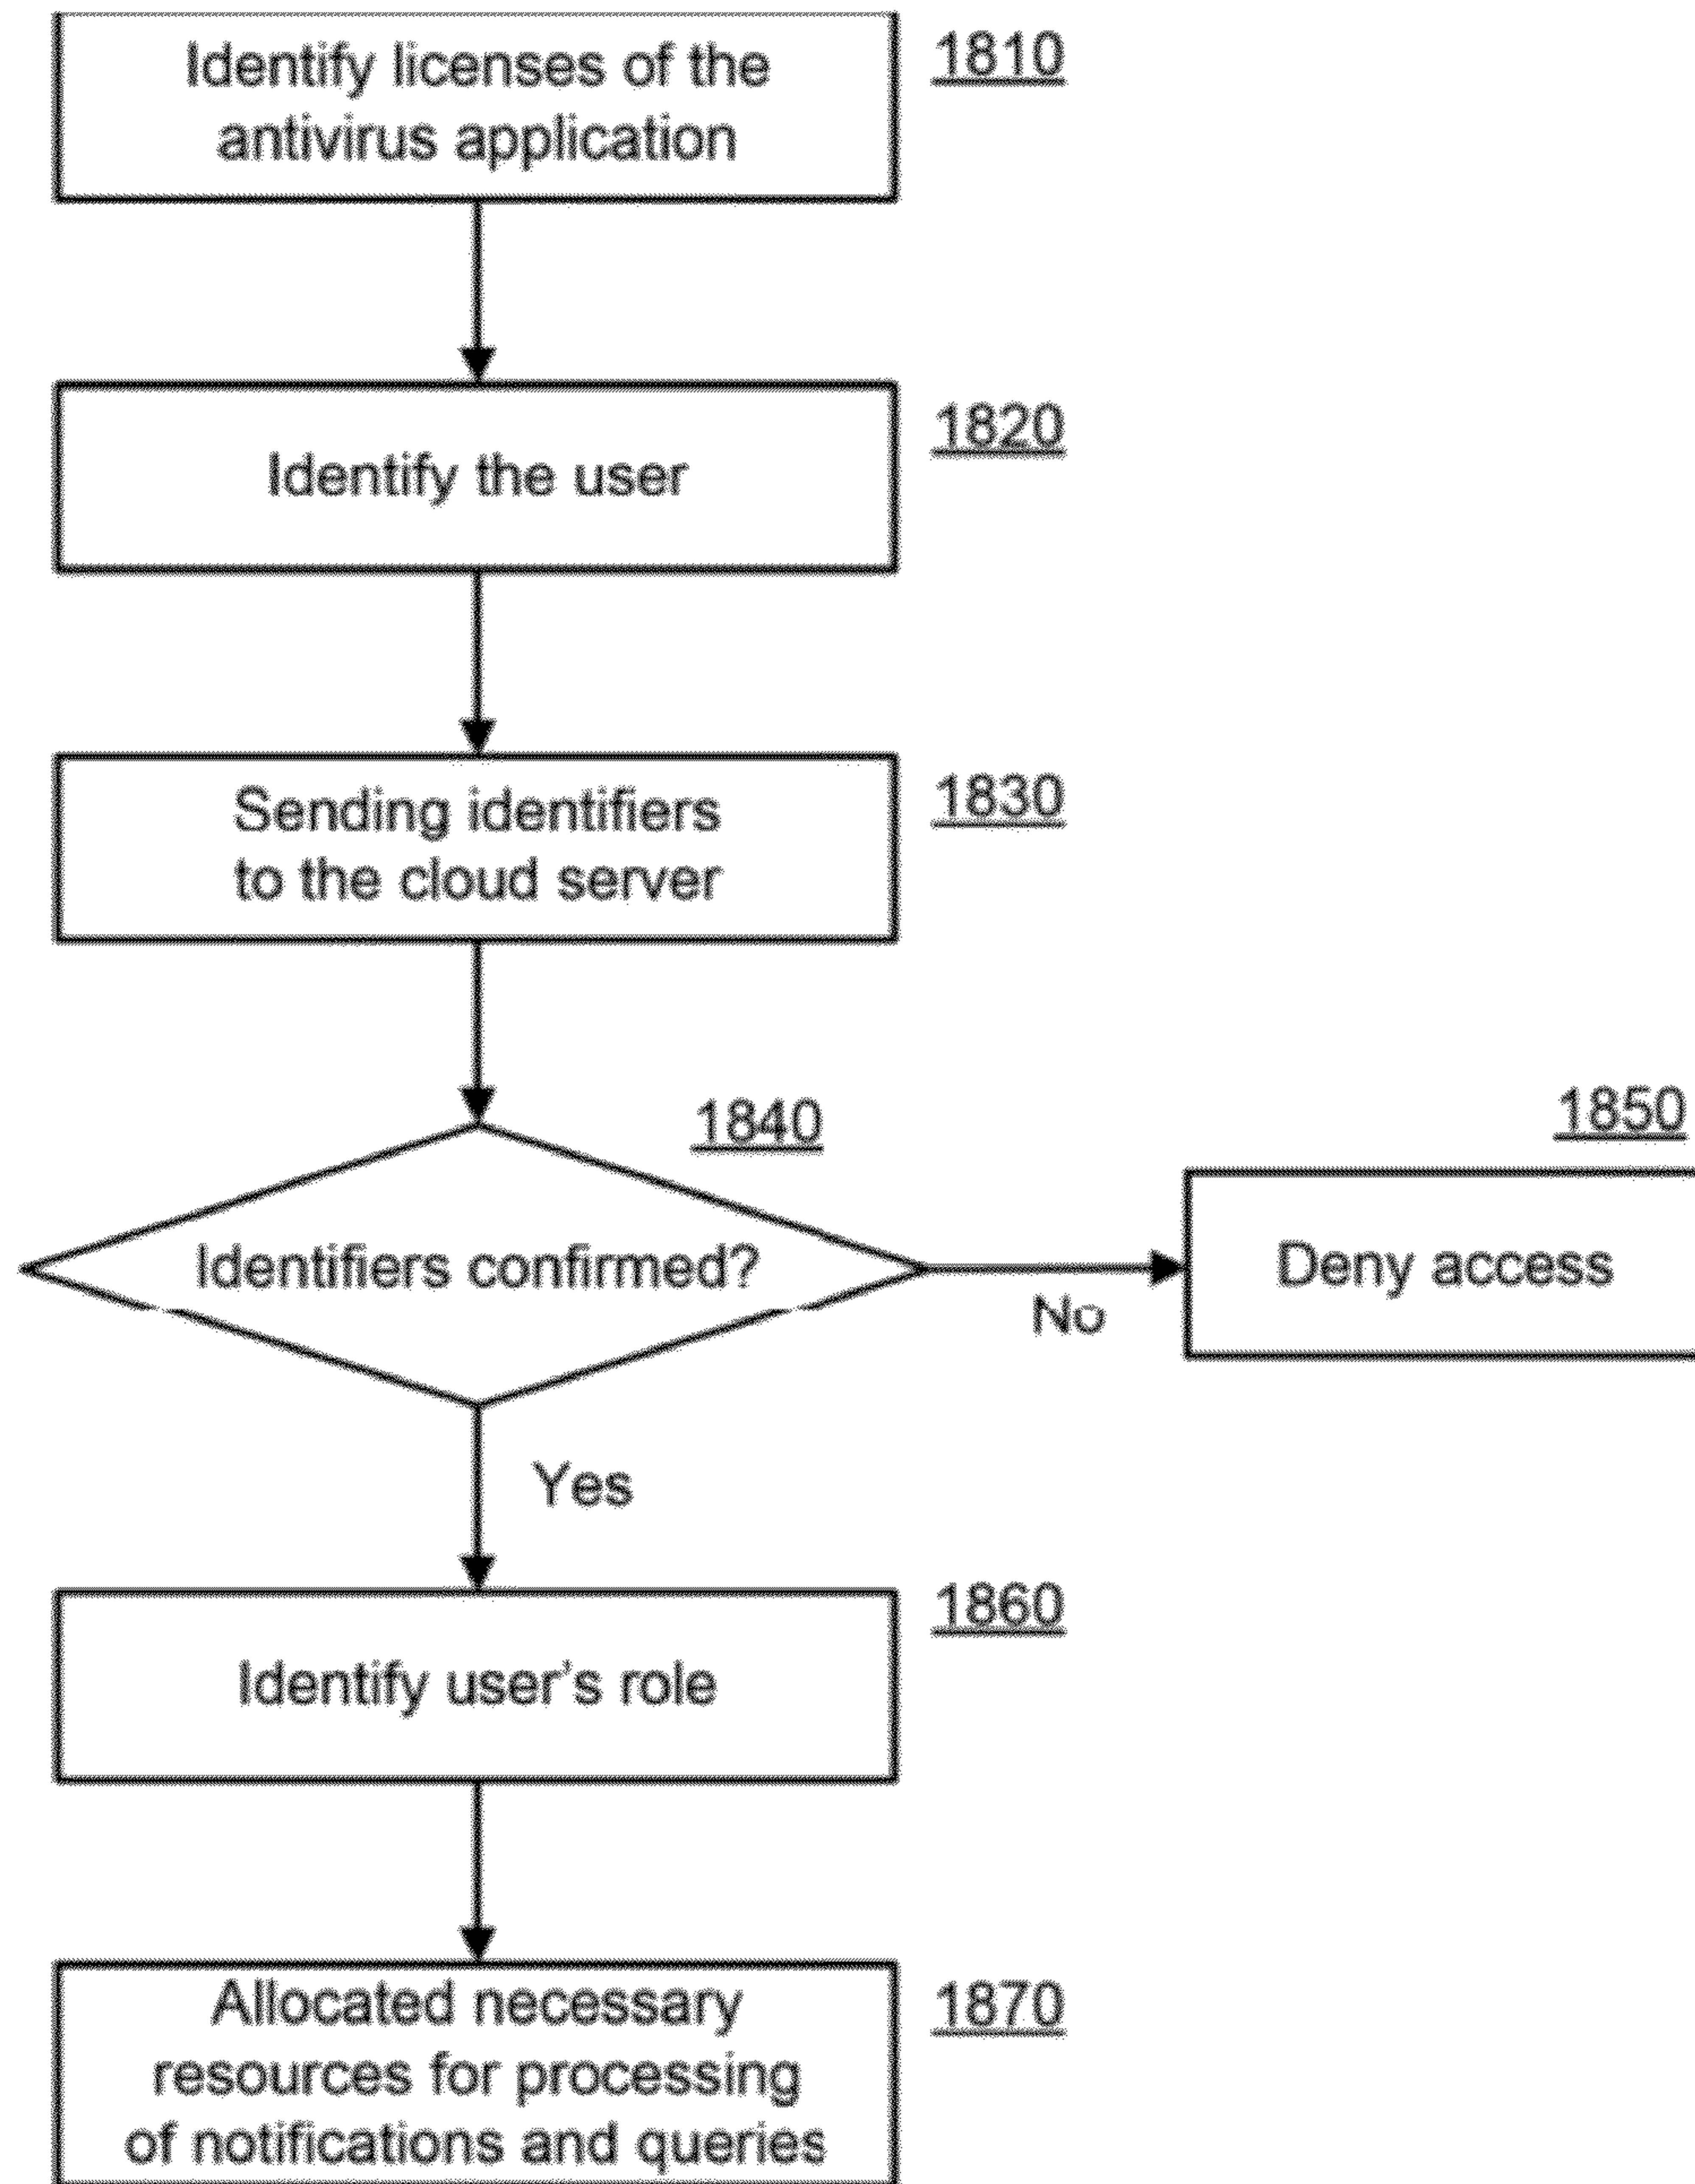 Identify licenses of the
antivirus application
1810
Identify the user
1820
Sending identifiers
to the cloud server
1830
1840
Identifiers confirmed?
No
1850
Deny access
Yes
Identify user's role
1860
Allocated necessary
resources for processing
of notifications and queries
1870